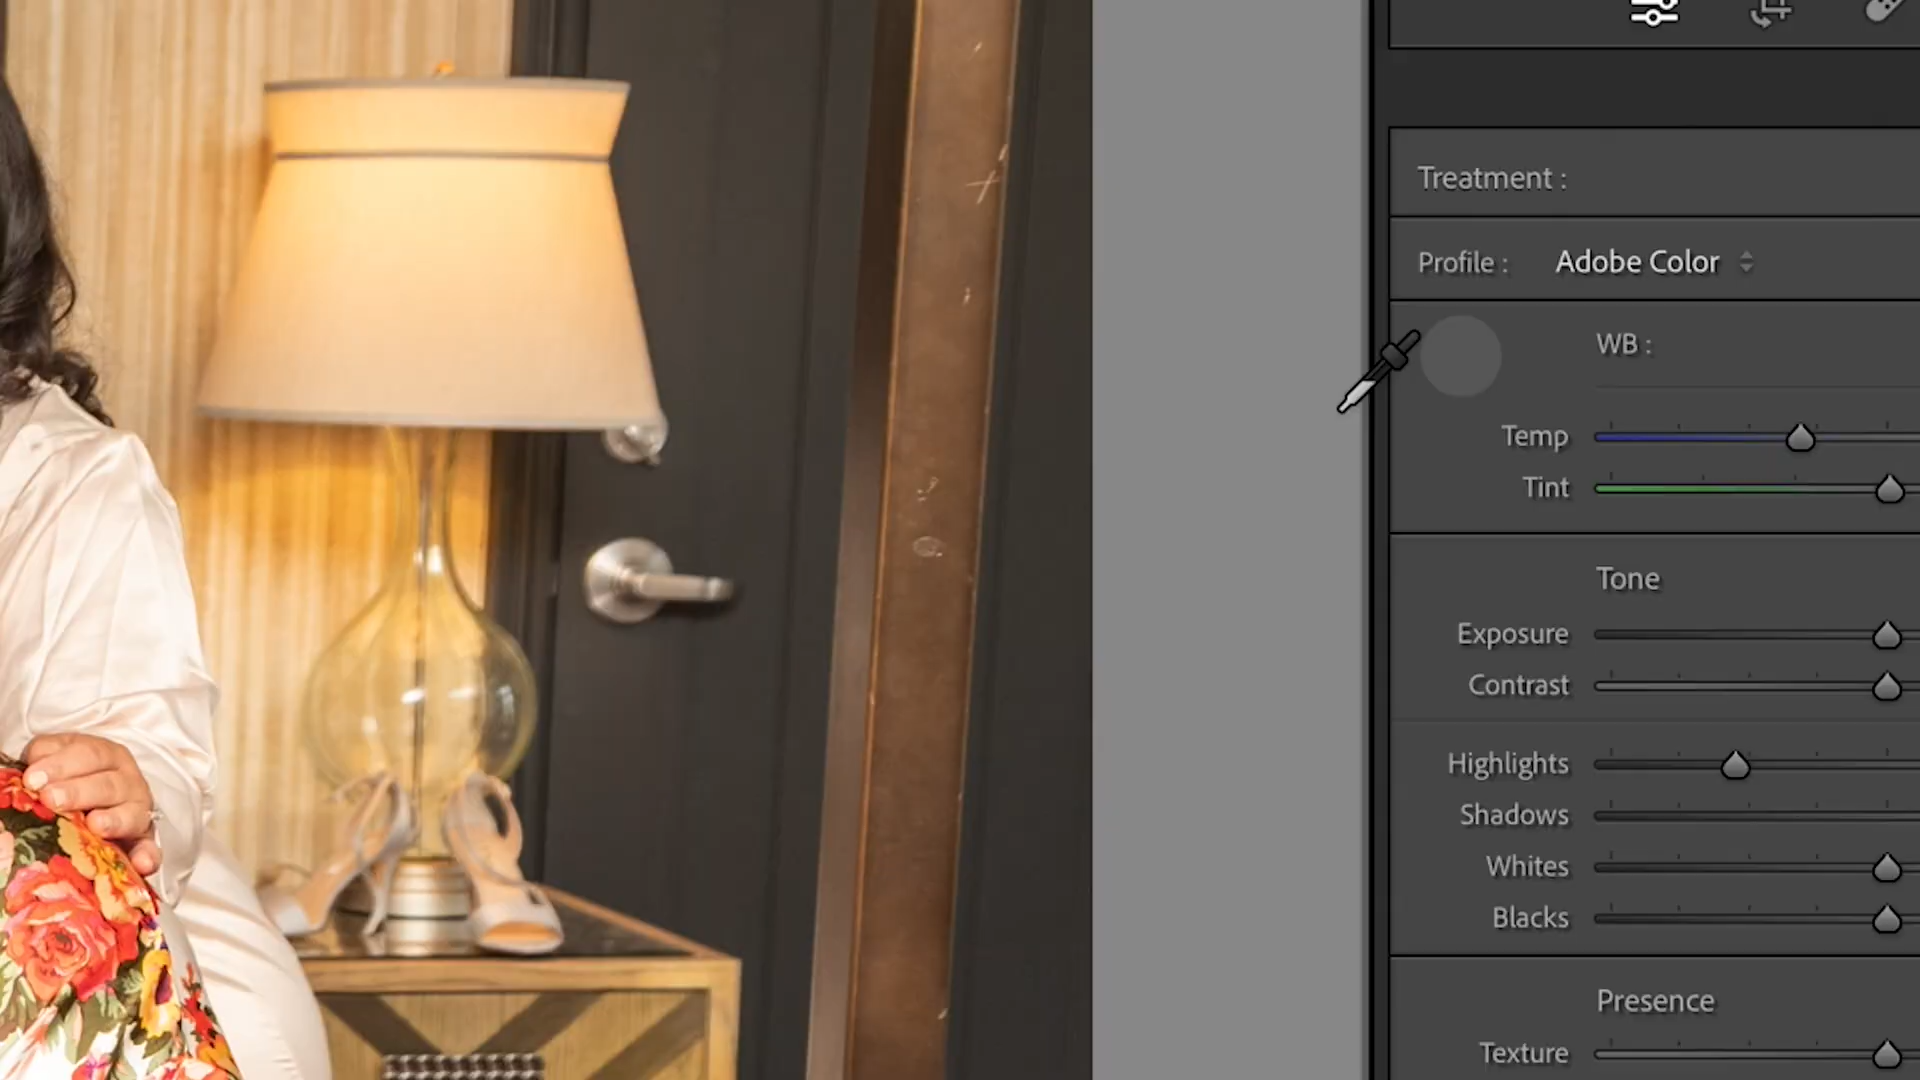 Treatment :
Profile : Adobe Color
WB :
Temp
Tint
Tone
Exposure
Contrast
Highlights
Shadows
Whites
Blacks
Presence
Texture